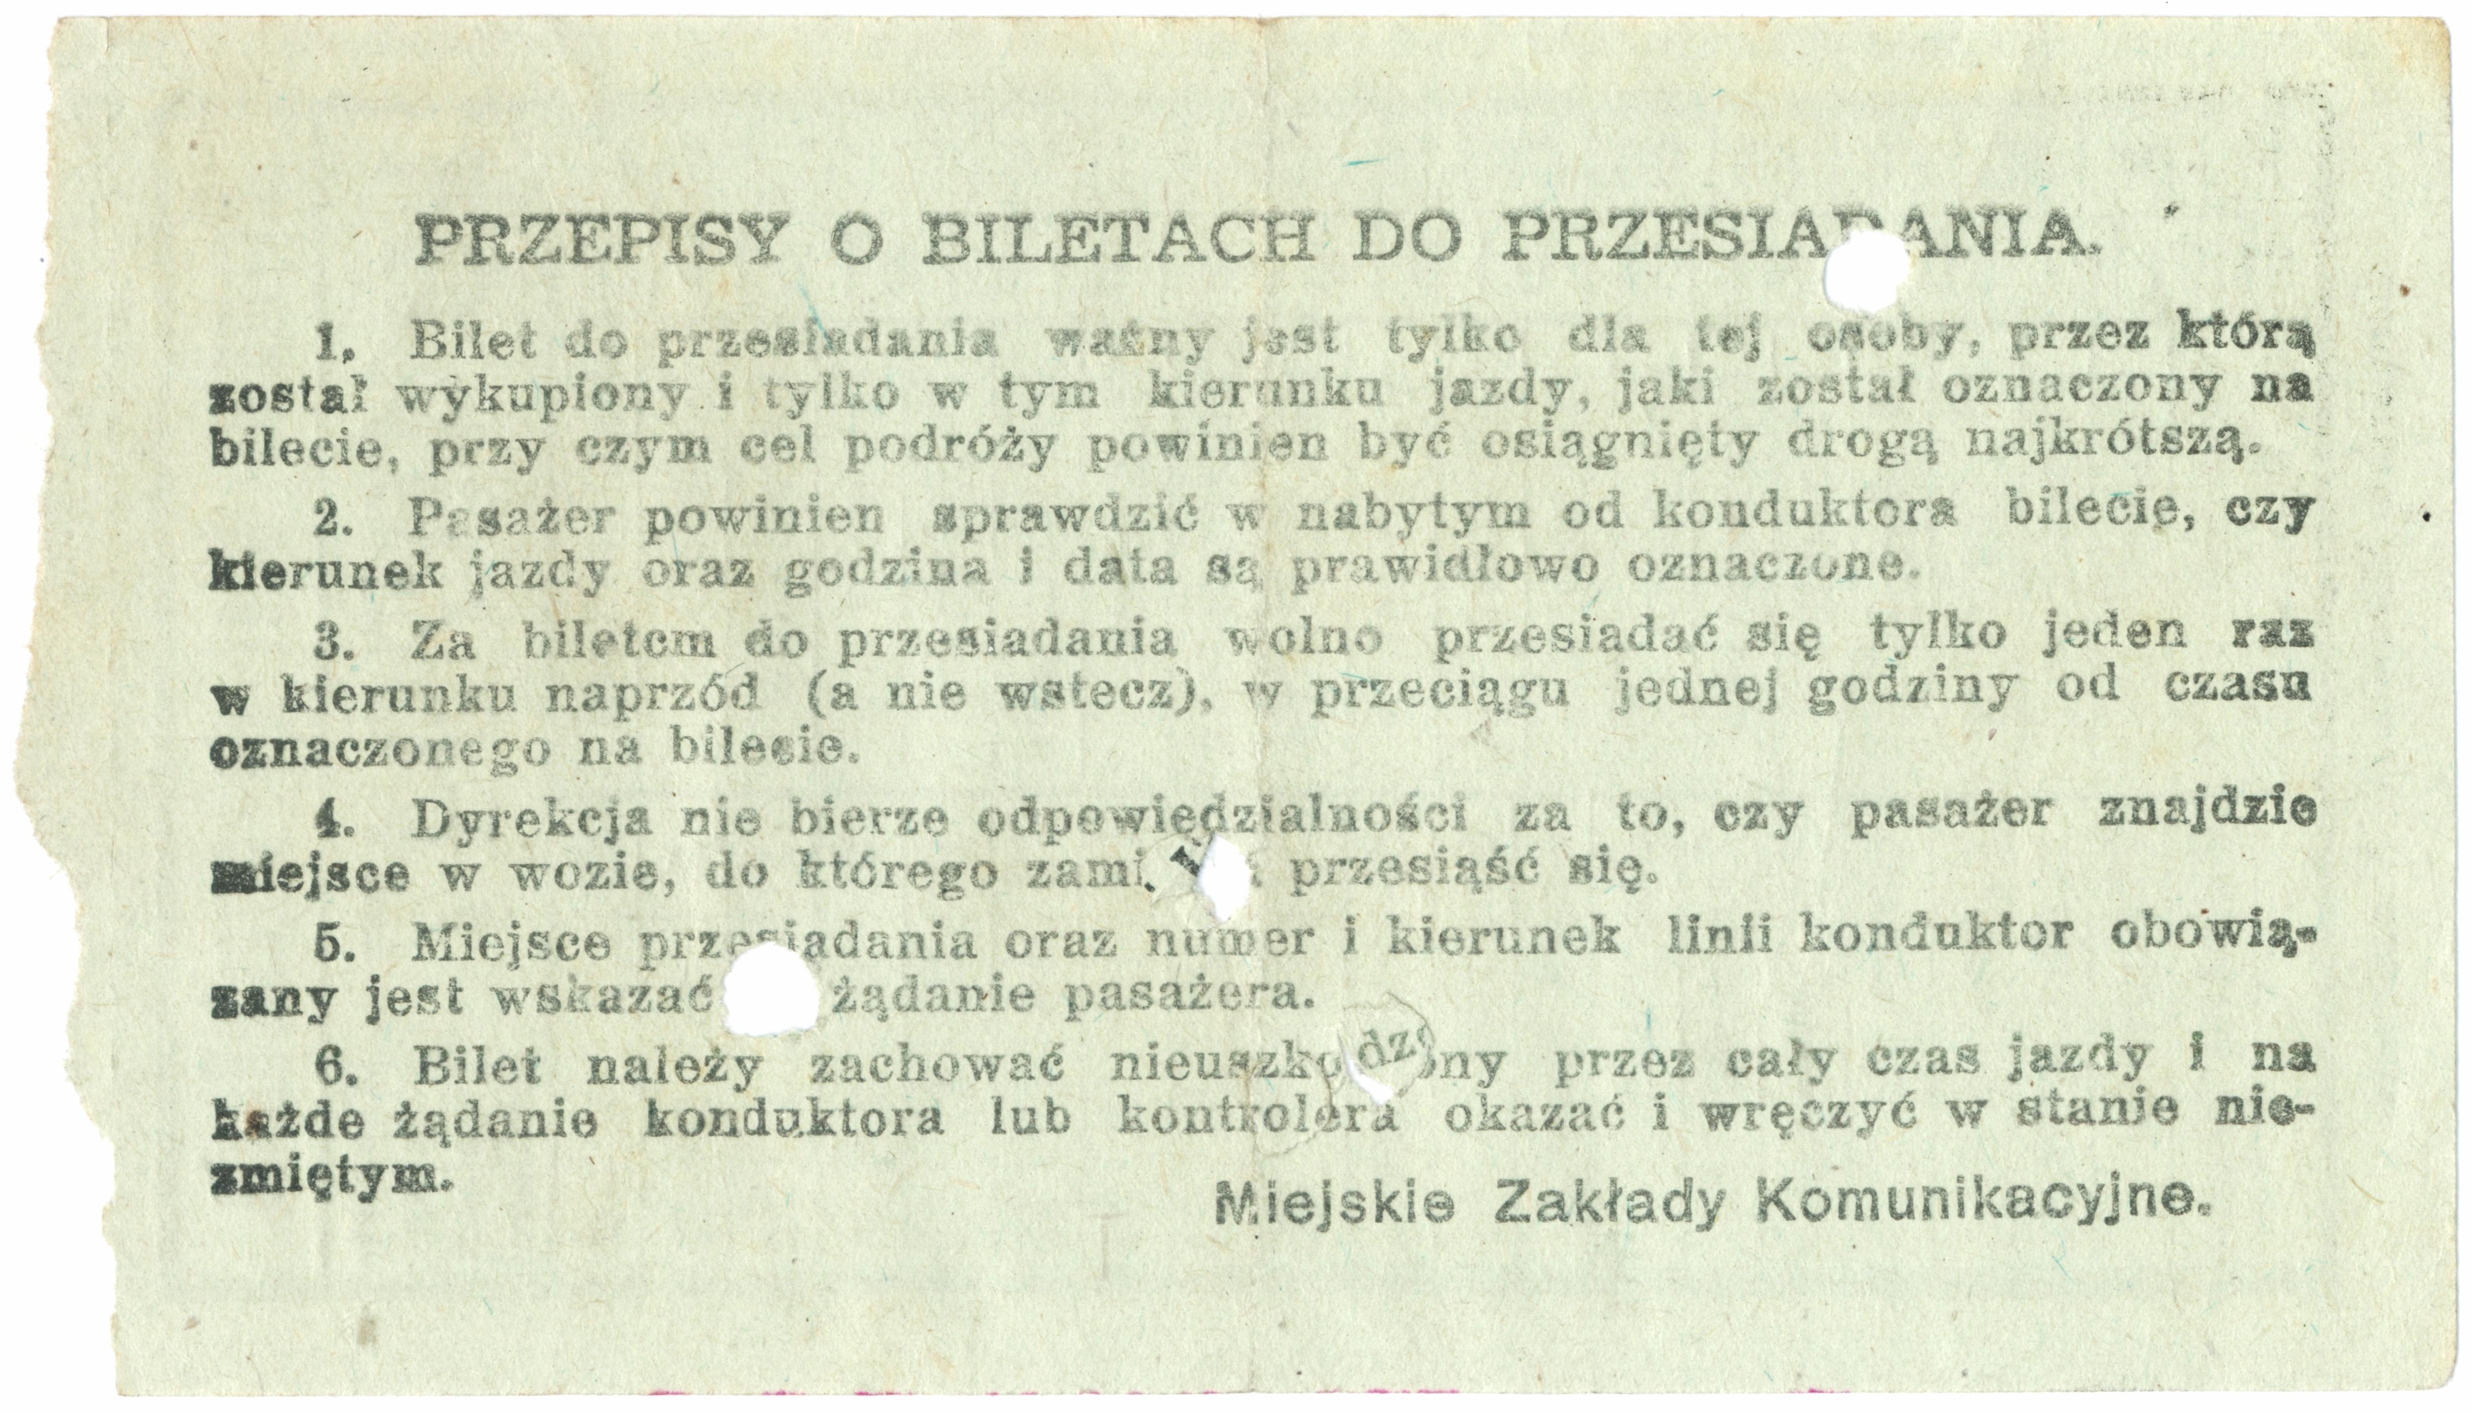 PRZEPISY O BILETACH DO PRZESIADANIA.
1. Bilet do przesiadania ważny jest tylko dla tej osoby, przez którą
został wykupiony i tylko w tym kierunku jazdy, jaki został oznaczony na
bilecie, przy czym cel podróży powinien być osiągnięty drogą najkrótszą.
2. Pasażer powinien sprawdzić w nabytym od konduktora bilecie, czy
kierunek jazdy oraz godzina i data są prawidłowo oznaczone.
3. Za biletem do przesiadania wolno przesiadać się tylko jeden raz
w kierunku naprzód (a nie wstecz), w przeciągu jednej godziny od czasu
oznaczonego na bilecie.
4. Dyrekcja nie bierze odpowiedzialności za to, czy pasażer znajdzie
miejsce w wozie, do którego przesiąść się.
5. Miejsce przesiadania oraz numer i kierunek linii konduktor obowią-
zany jest wskazać żądanie pasażera.
6. Bilet należy zachować nieuszkodzony przez cały czas jazdy i na
każde żądanie konduktora lub kontrolera okazać i wręczyć w stanie nie-
zmiętym.
Miejskie Zakłady Komunikacyjne.